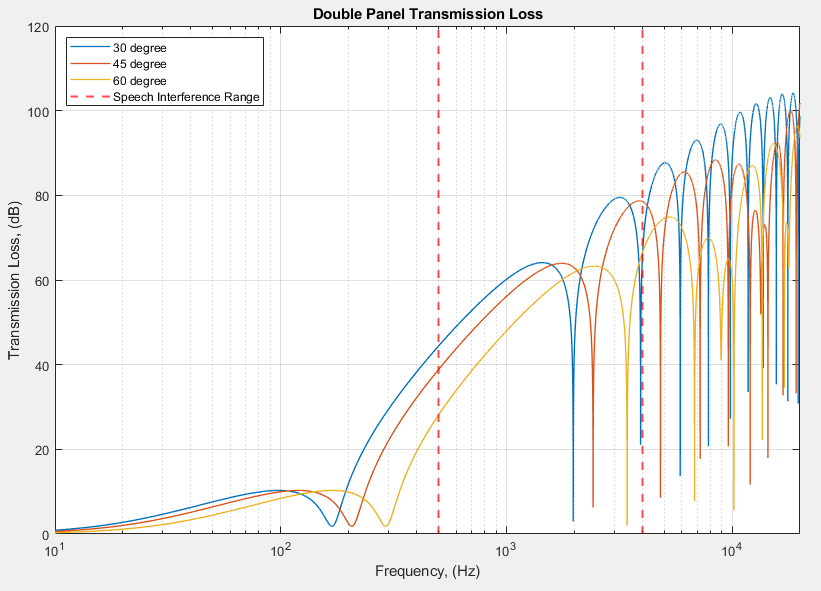 Double Panel Transmission Loss
30 degree
45 degree
60 degree
Speech Interference Range
Transmission Loss, (dB)
120
100
80
60
40
20
0
10^1 10^2 10^3 10^4
Frequency, (Hz)